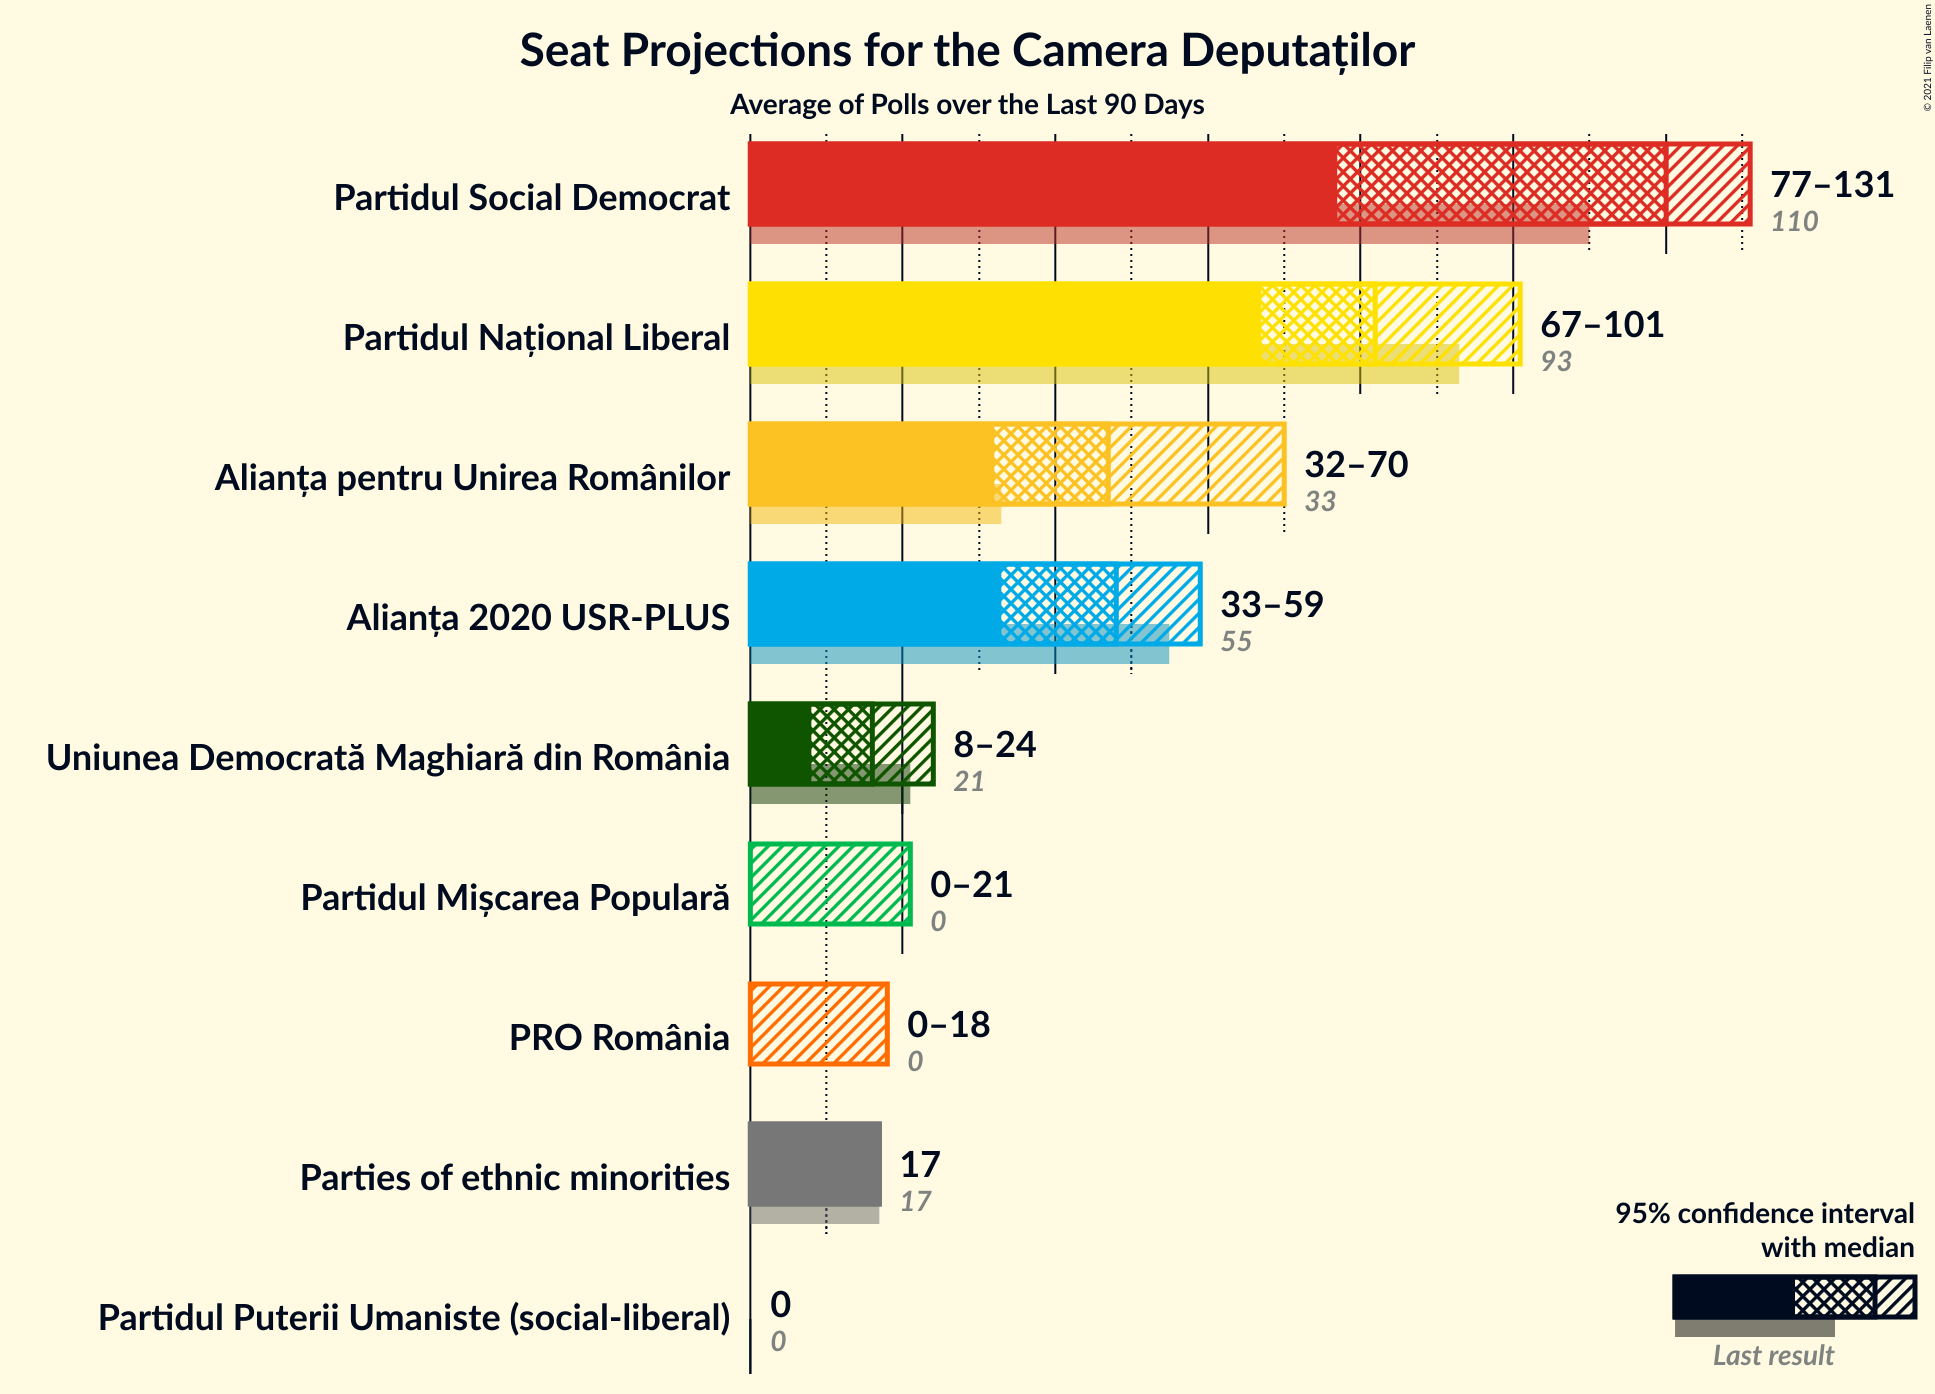 Seat Projections for the Camera Deputaților
Average of Polls over the Last 90 Days
© 2021 Filip van Laenen
Partidul Social Democrat
77–131
110
Partidul Național Liberal
67–101
93
Alianța pentru Unirea Românilor
32–70
33
Alianța 2020 USR-PLUS
33–59
55
Uniunea Democrată Maghiară din România
8–24
21
Partidul Mișcarea Populară
0–21
0
PRO România
0–18
0
Parties of ethnic minorities
17
17
Partidul Puterii Umaniste (social-liberal)
0
0
95% confidence interval
with median
Last result